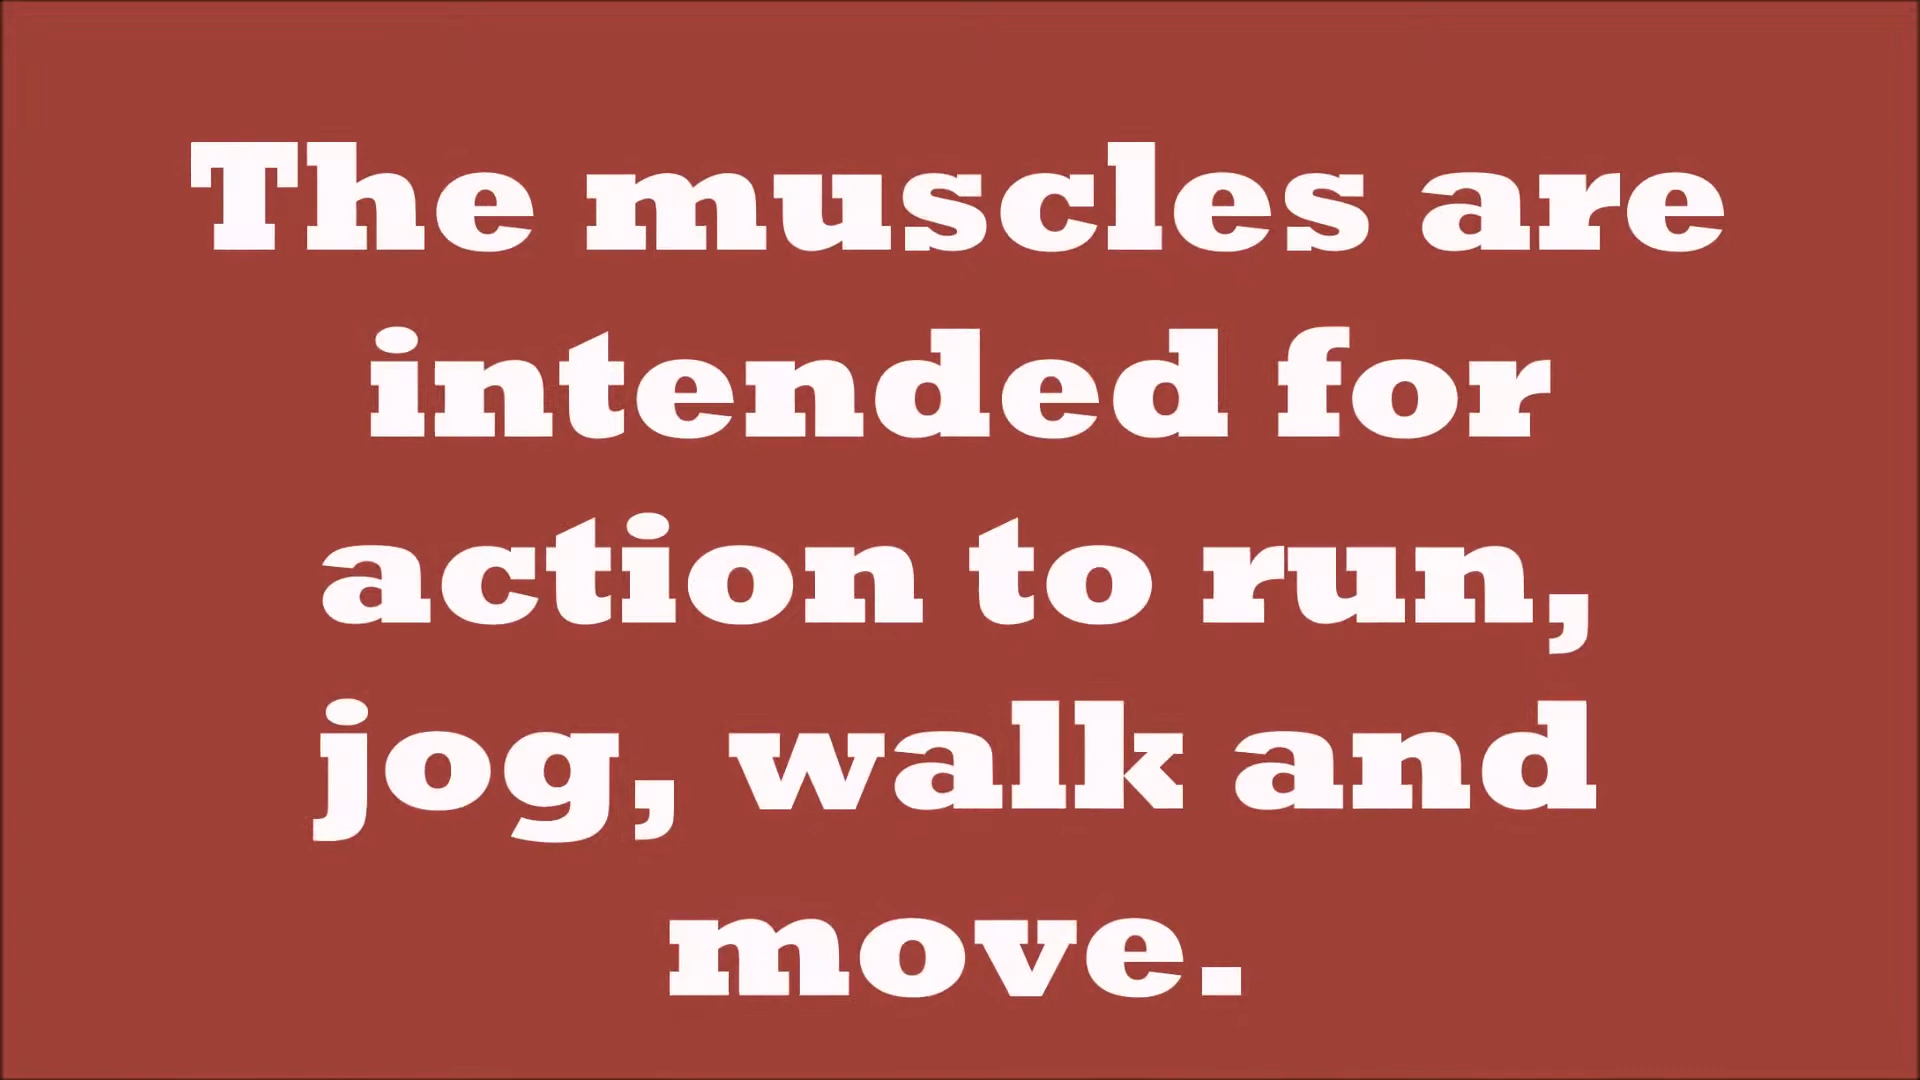 The muscles are
intended for
action to run,
jog, walk and
move.